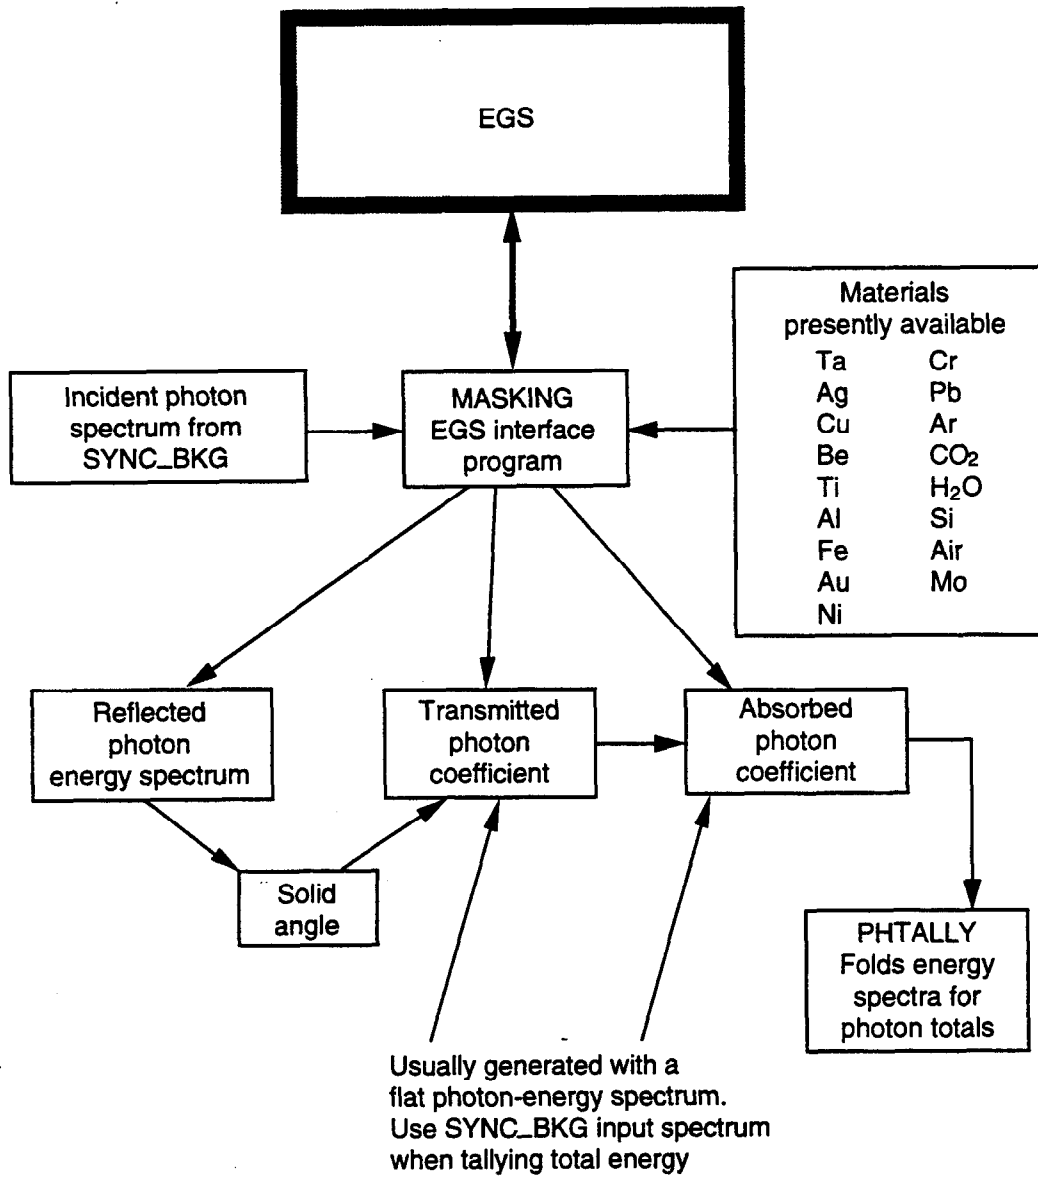 EGS
Materials
presently available
Ta Cr
Ag Pb
Cu Ar
Be CO₂
Ti H₂O
Al Si
Fe Air
Au Mo
Ni
Incident photon
spectrum from
SYNC_BKG
MASKING
EGS interface
program
Reflected
photon
energy spectrum
Transmitted
photon
coefficient
Absorbed
photon
coefficient
Solid
angle
PHTALLY
Folds energy
spectra for
photon totals
Usually generated with a
flat photon-energy spectrum.
Use SYNC_BKG input spectrum
when tallying total energy